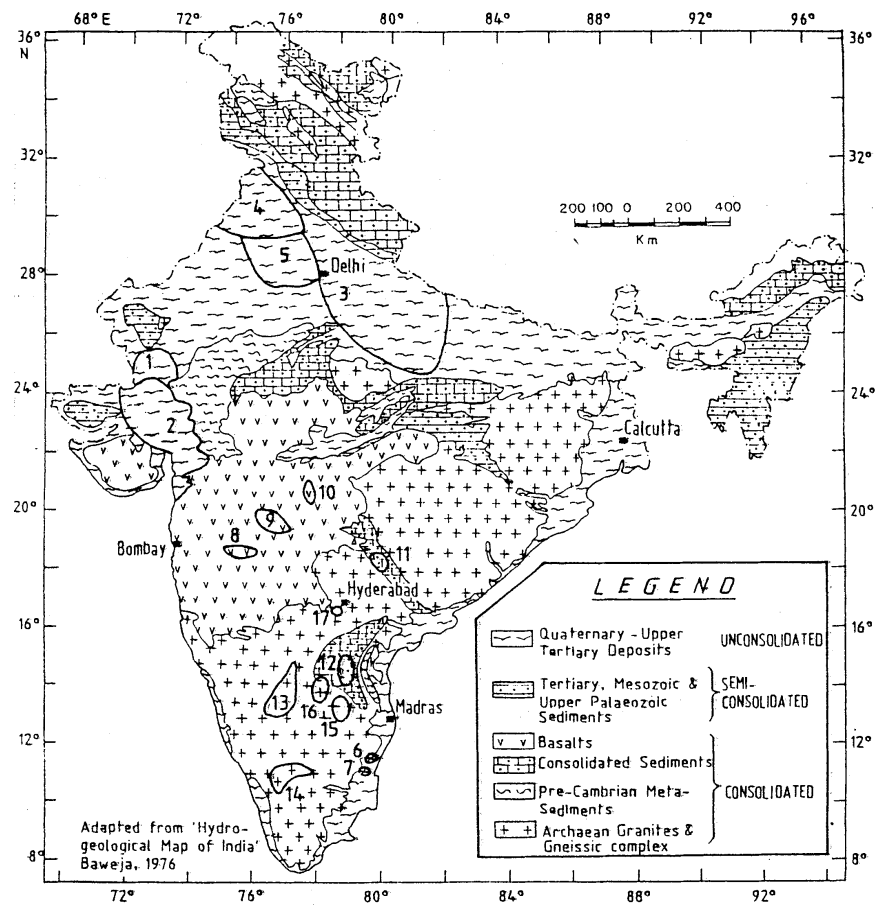 68° E 72° 76° 80° 84° 88° 92° 96°
36° 36°
N
32° 32°
4
200 100 0 200 400
Km
5
Delhi
28° 28°
3
1
24° 24°
2
Calcutta
10
20° 20°
9
8
Bombay
11
Hyderabad
17
16° 16°
12
13
16
15
Madras
12° 12°
6
7
14
8° 8°
LEGEND
Quaternary - Upper
Tertiary Deposits
UNCONSOLIDATED
Tertiary, Mesozoic &
Upper Palaeozoic
Sediments
SEMI-
CONSOLIDATED
Basalts
Consolidated Sediments
Pre-Cambrian Meta-
Sediments
Archaean Granites &
Gneissic complex
CONSOLIDATED
Adapted from 'Hydro-
geological Map of India'
Baweja, 1976
72° 76° 80° 84° 88° 92°